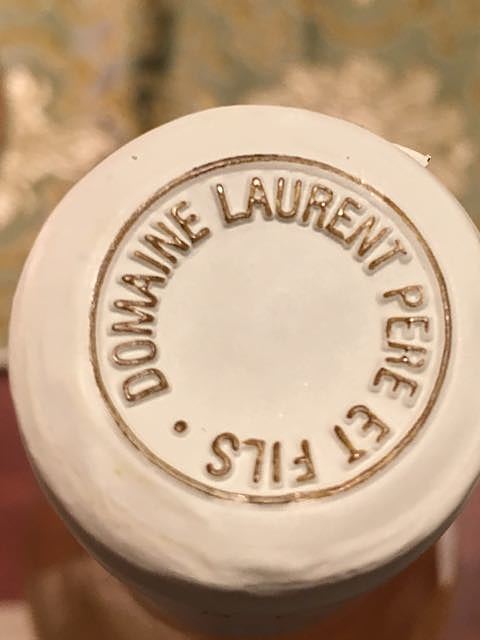 DOMAINE LAURENT PERE ET FILS •